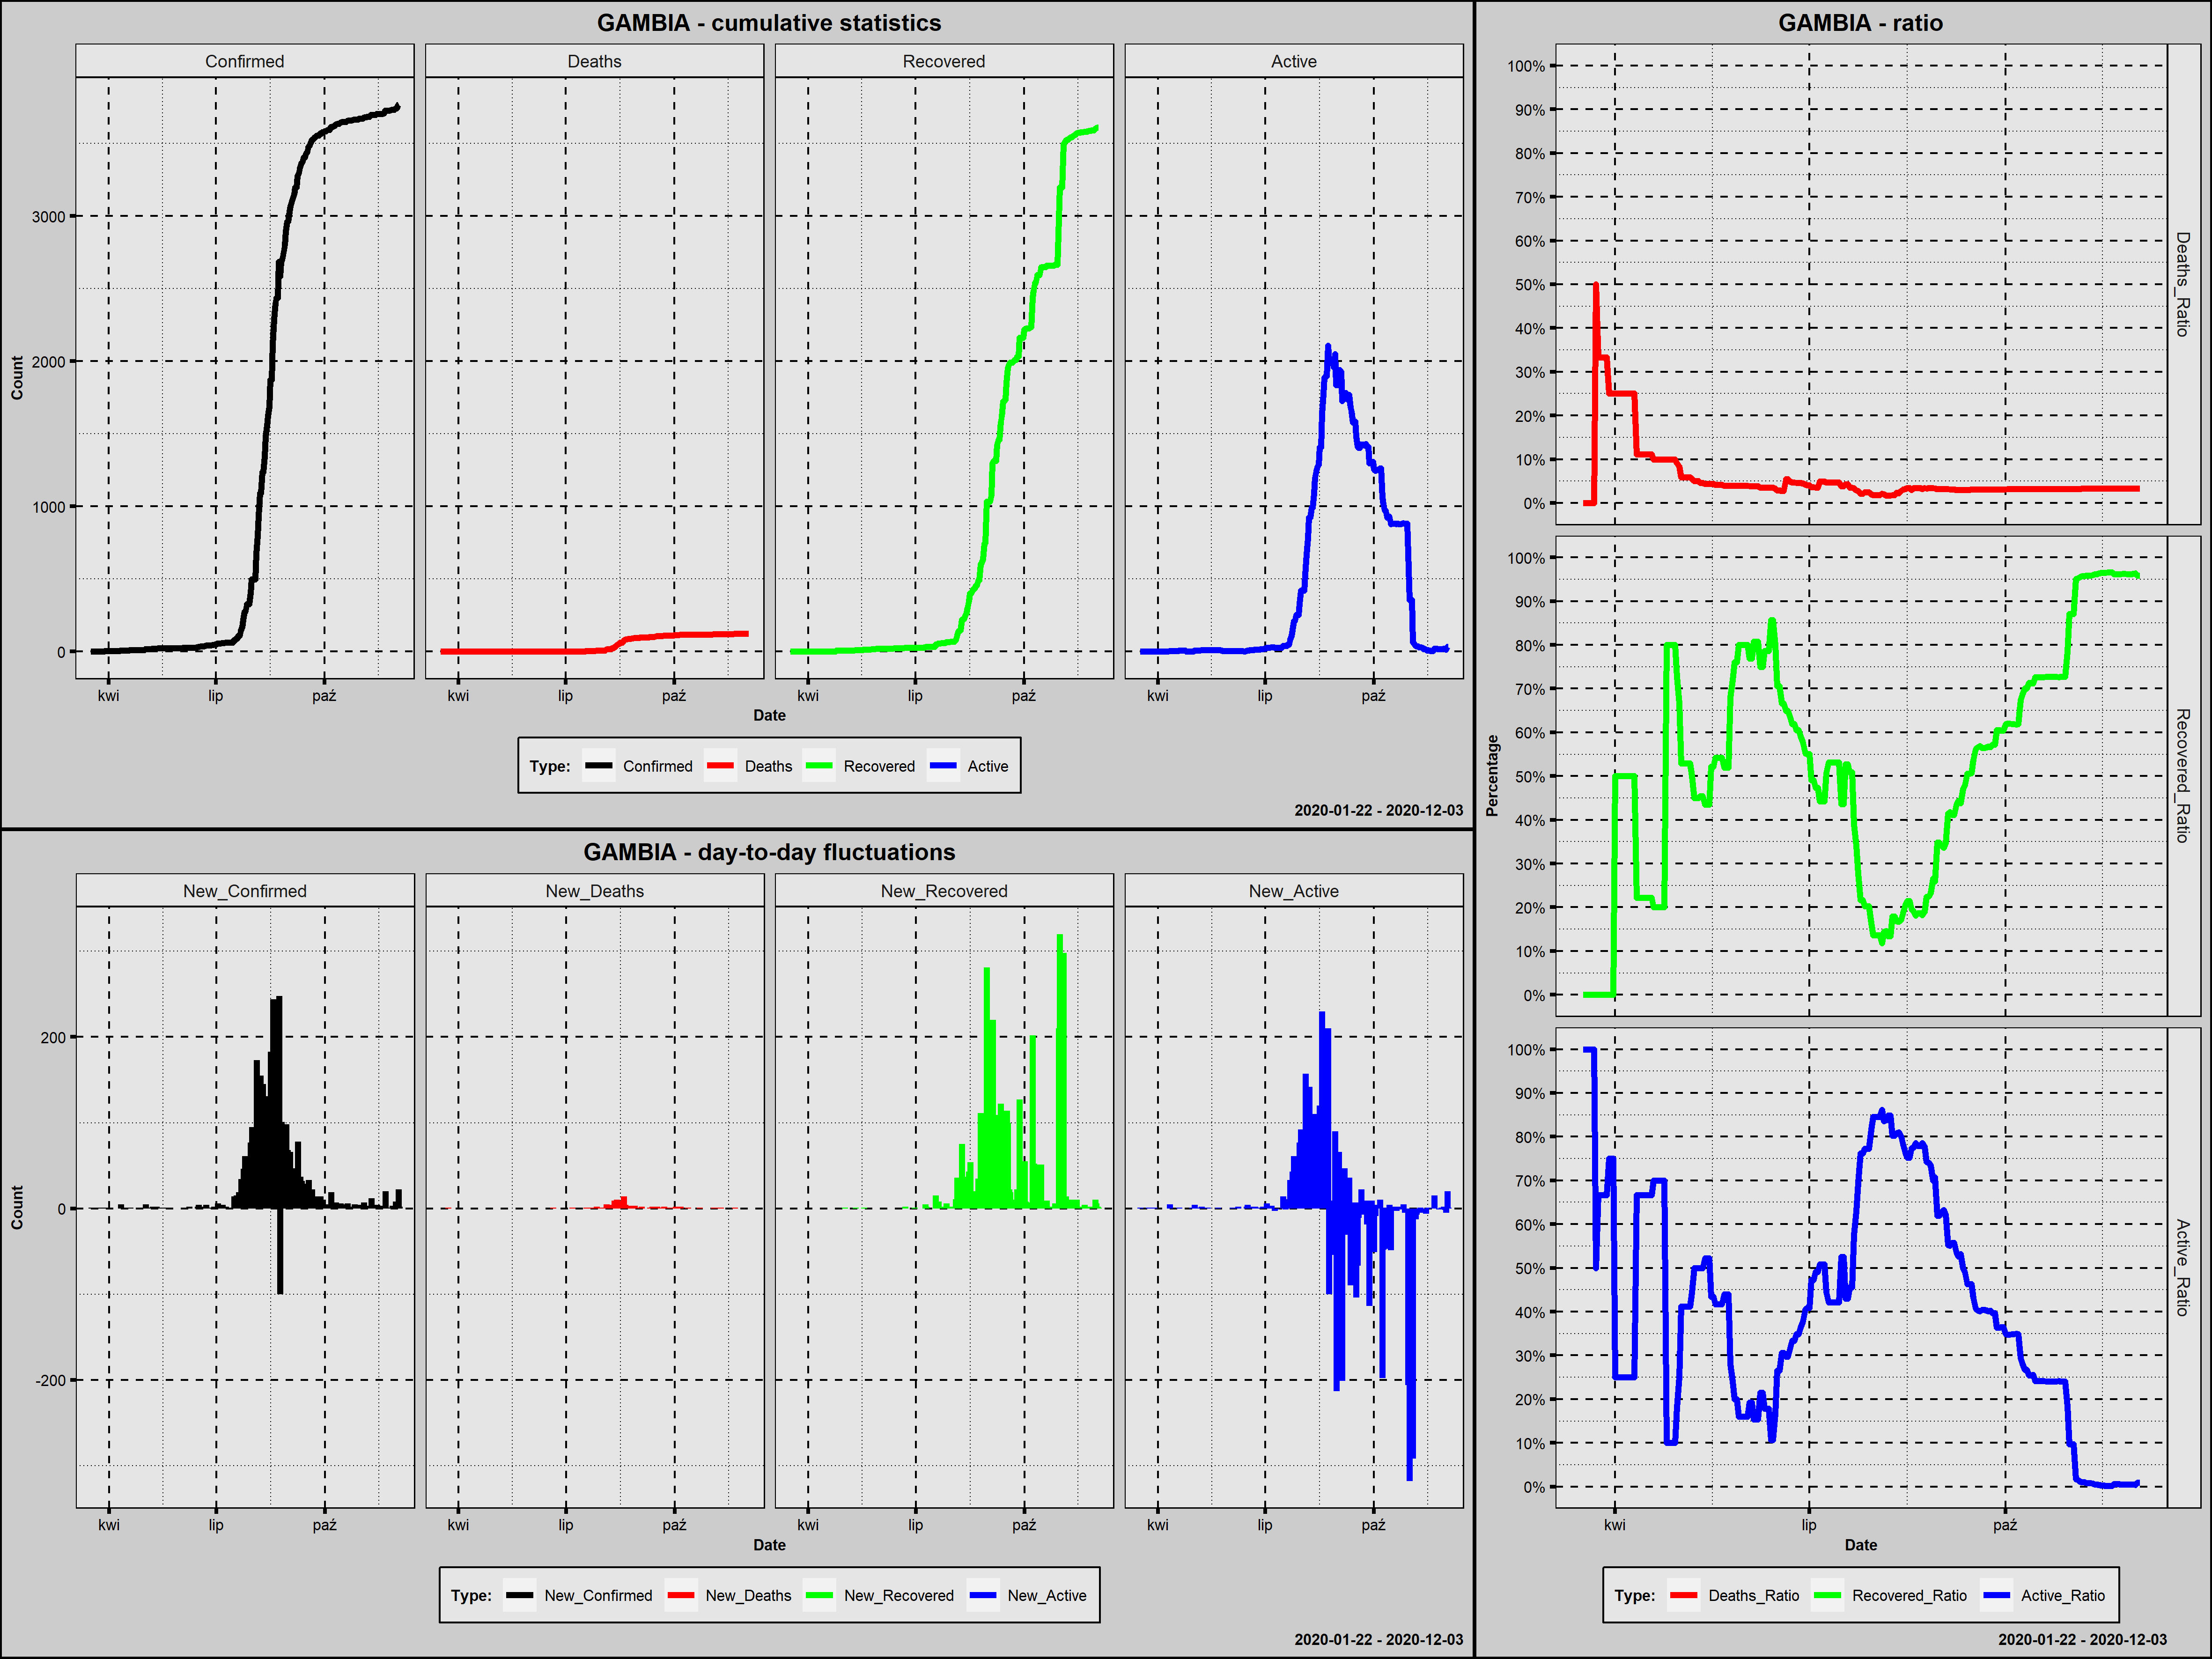 GAMBIA - cumulative statistics
Confirmed Deaths Recovered Active
Count
3000
2000
1000
0
kwi lip paź kwi lip paź kwi lip paź kwi lip paź
Date
Type: Confirmed Deaths Recovered Active
2020-01-22 - 2020-12-03
GAMBIA - day-to-day fluctuations
New_Confirmed New_Deaths New_Recovered New_Active
Count
200
0
-200
kwi lip paź kwi lip paź kwi lip paź kwi lip paź
Date
Type: New_Confirmed New_Deaths New_Recovered New_Active
2020-01-22 - 2020-12-03
GAMBIA - ratio
Percentage
100%
90%
80%
70%
60%
50%
40%
30%
20%
10%
0%
Deaths_Ratio
100%
90%
80%
70%
60%
50%
40%
30%
20%
10%
0%
Recovered_Ratio
100%
90%
80%
70%
60%
50%
40%
30%
20%
10%
0%
Active_Ratio
kwi lip paź
Date
Type: Deaths_Ratio Recovered_Ratio Active_Ratio
2020-01-22 - 2020-12-03